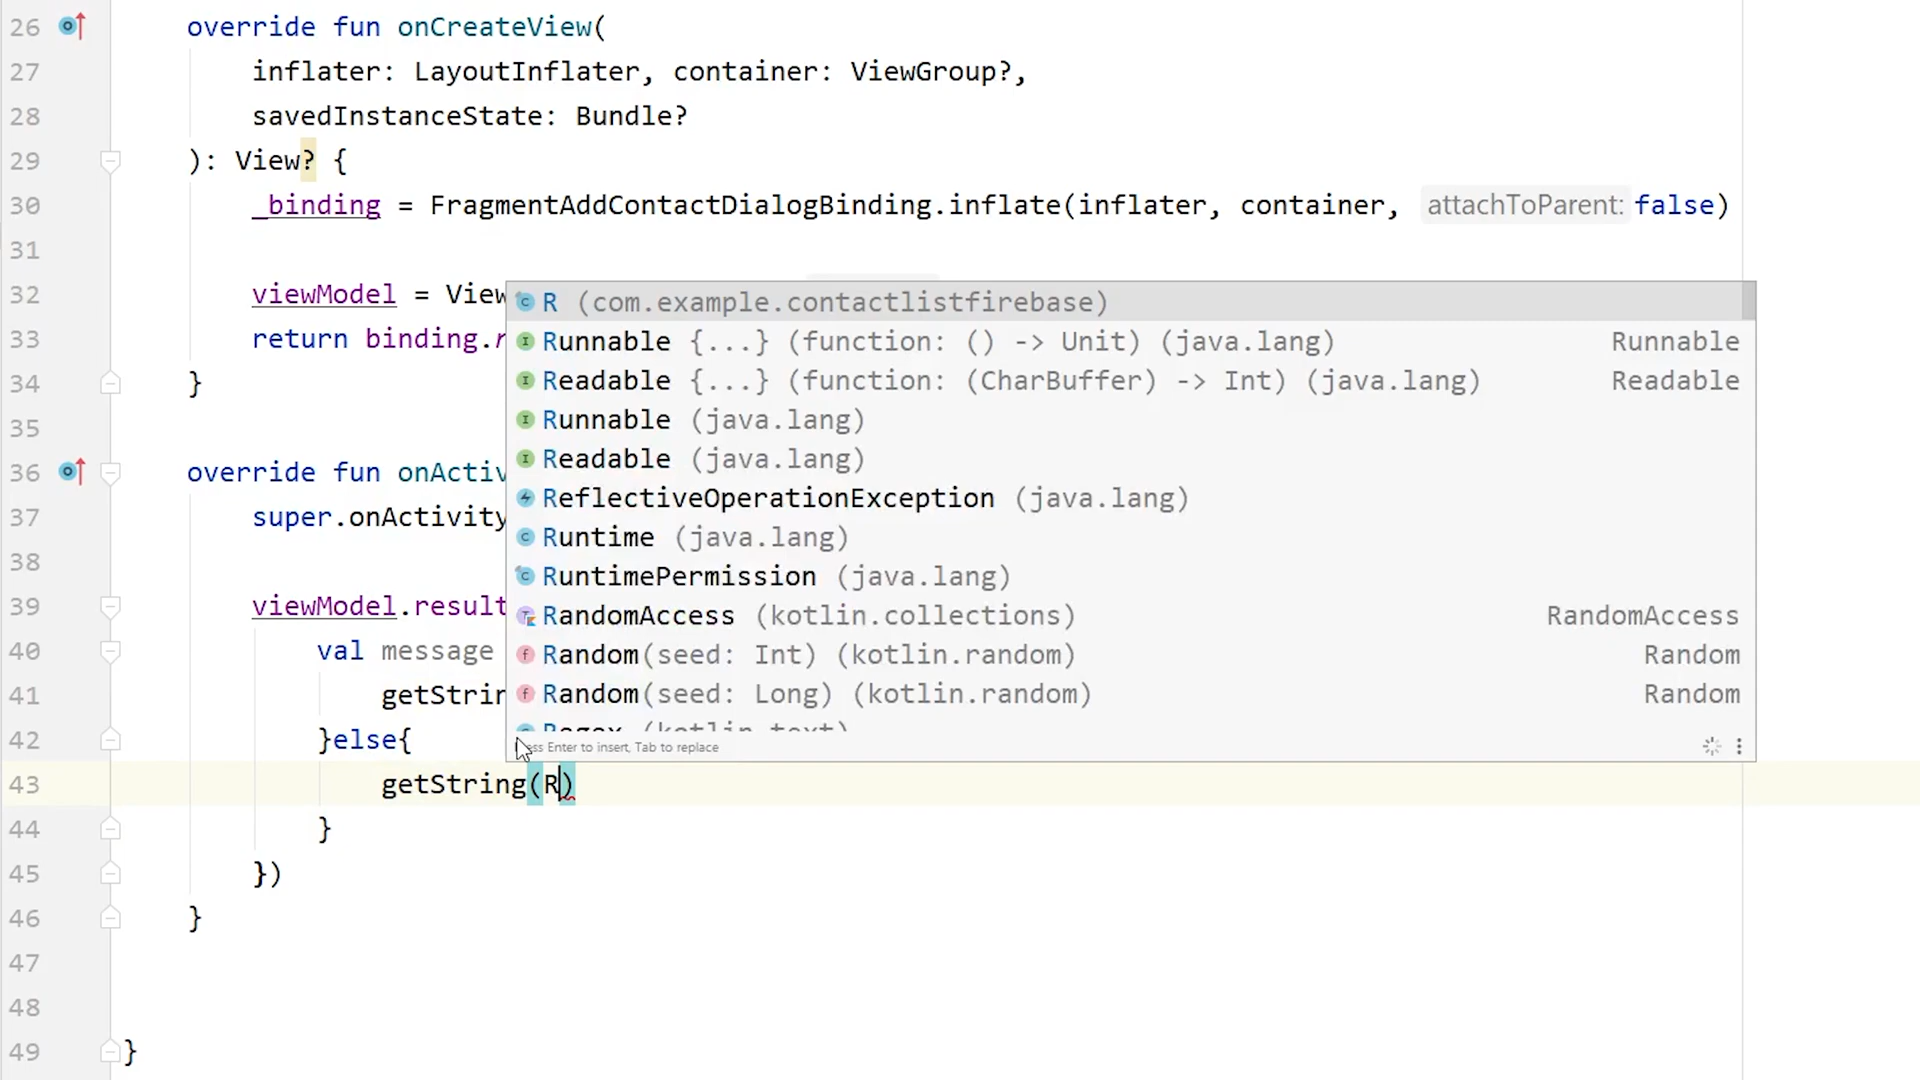 26 override fun onCreateView(
27 inflater: LayoutInflater, container: ViewGroup?,
28 savedInstanceState: Bundle?
29 ): View? {
30 _binding = FragmentAddContactDialogBinding.inflate(inflater, container, attachToParent: false)
31
32 viewModel = View
33 return binding.r
34 }
35
36 override fun onActiv
37 super.onActivity
38
39 viewModel.result
40 val message
41 getStrin
42 }else{
43 getString(R)
44 }
45 })
46 }
47
48
49 }
R (com.example.contactlistfirebase)
Runnable {...} (function: () -> Unit) (java.lang) Runnable
Readable {...} (function: (CharBuffer) -> Int) (java.lang) Readable
Runnable (java.lang)
Readable (java.lang)
ReflectiveOperationException (java.lang)
Runtime (java.lang)
RuntimePermission (java.lang)
RandomAccess (kotlin.collections) RandomAccess
Random(seed: Int) (kotlin.random) Random
Random(seed: Long) (kotlin.random) Random
Regex (kotlin.text)
Enter to insert, Tab to replace